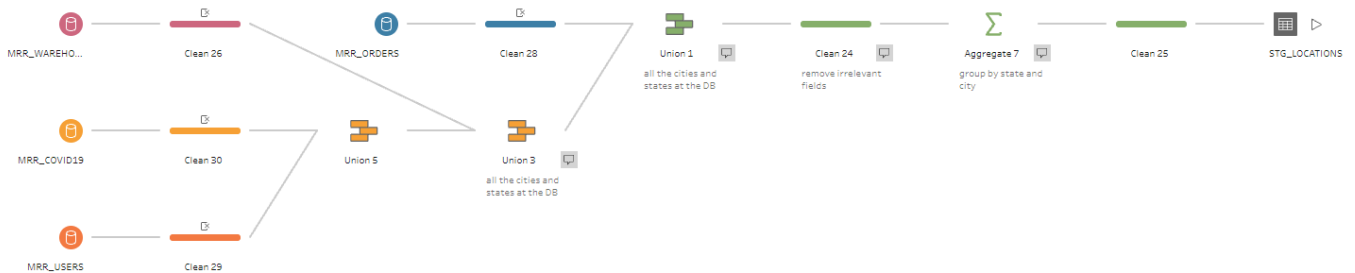 MRR_WAREHO...
Clean 26
MRR_ORDERS
Clean 28
Union 1
all the cities and
states at the DB
Clean 24
remove irrelevant
fields
Aggregate 7
group by state and
city
Clean 25
STG_LOCATIONS
MRR_COVID19
Clean 30
Union 5
Union 3
all the cities and
states at the DB
MRR_USERS
Clean 29